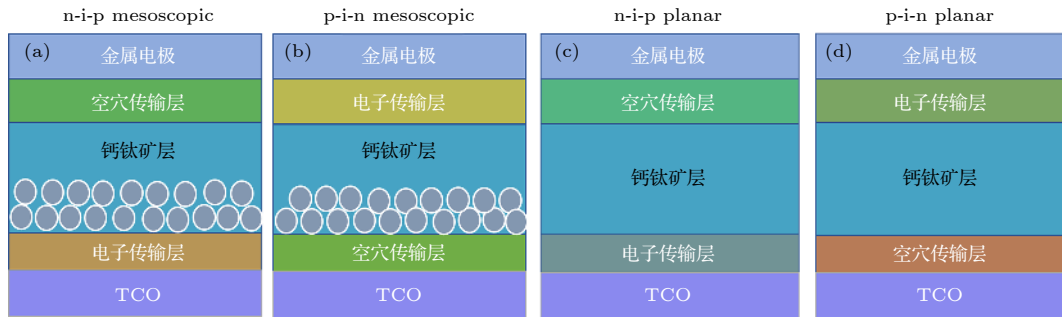 n-i-p mesoscopic
p-i-n mesoscopic
n-i-p planar
p-i-n planar
(a)
金属电极
空穴传输层
钙钛矿层
电子传输层
TCO
(b)
金属电极
电子传输层
钙钛矿层
空穴传输层
TCO
(c)
金属电极
空穴传输层
钙钛矿层
电子传输层
TCO
(d)
金属电极
电子传输层
钙钛矿层
空穴传输层
TCO